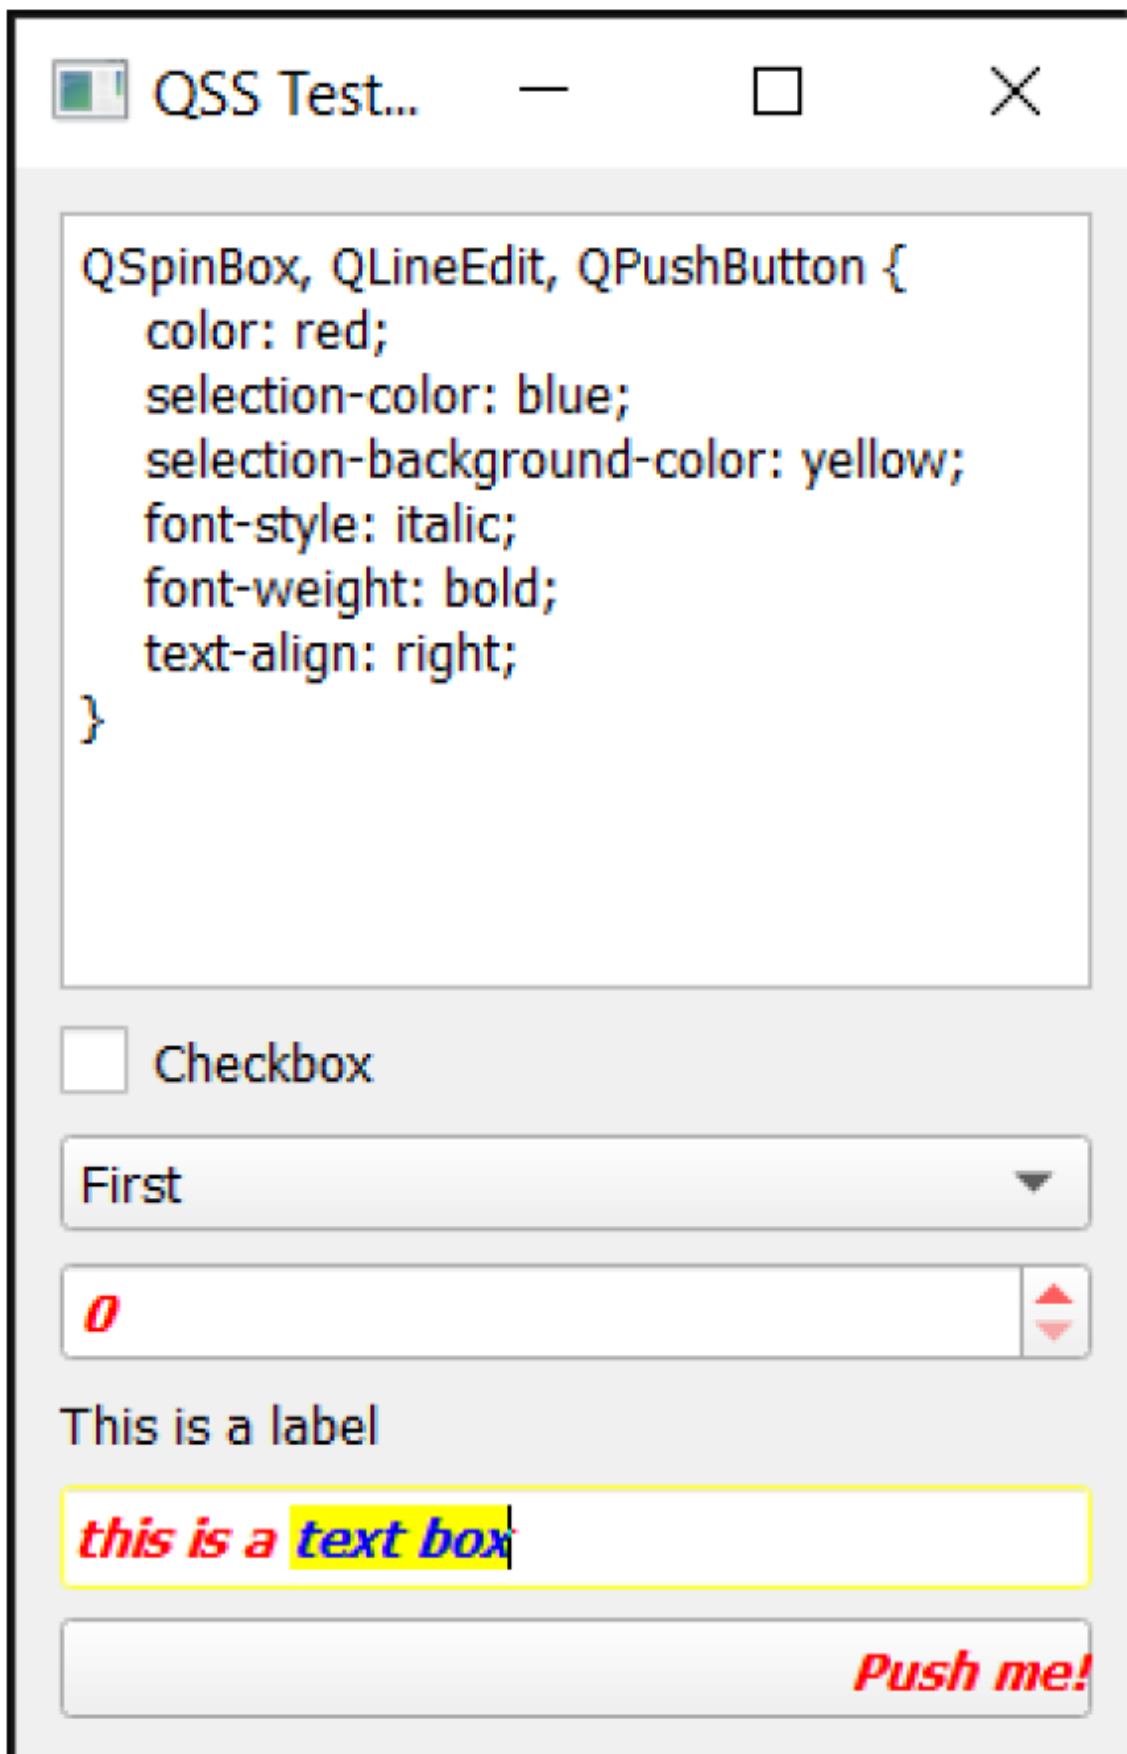 QSS Test...
QSpinBox, QLineEdit, QPushButton {
    color: red;
    selection-color: blue;
    selection-background-color: yellow;
    font-style: italic;
    font-weight: bold;
    text-align: right;
}
Checkbox
First
0
This is a label
this is a text box
Push me!